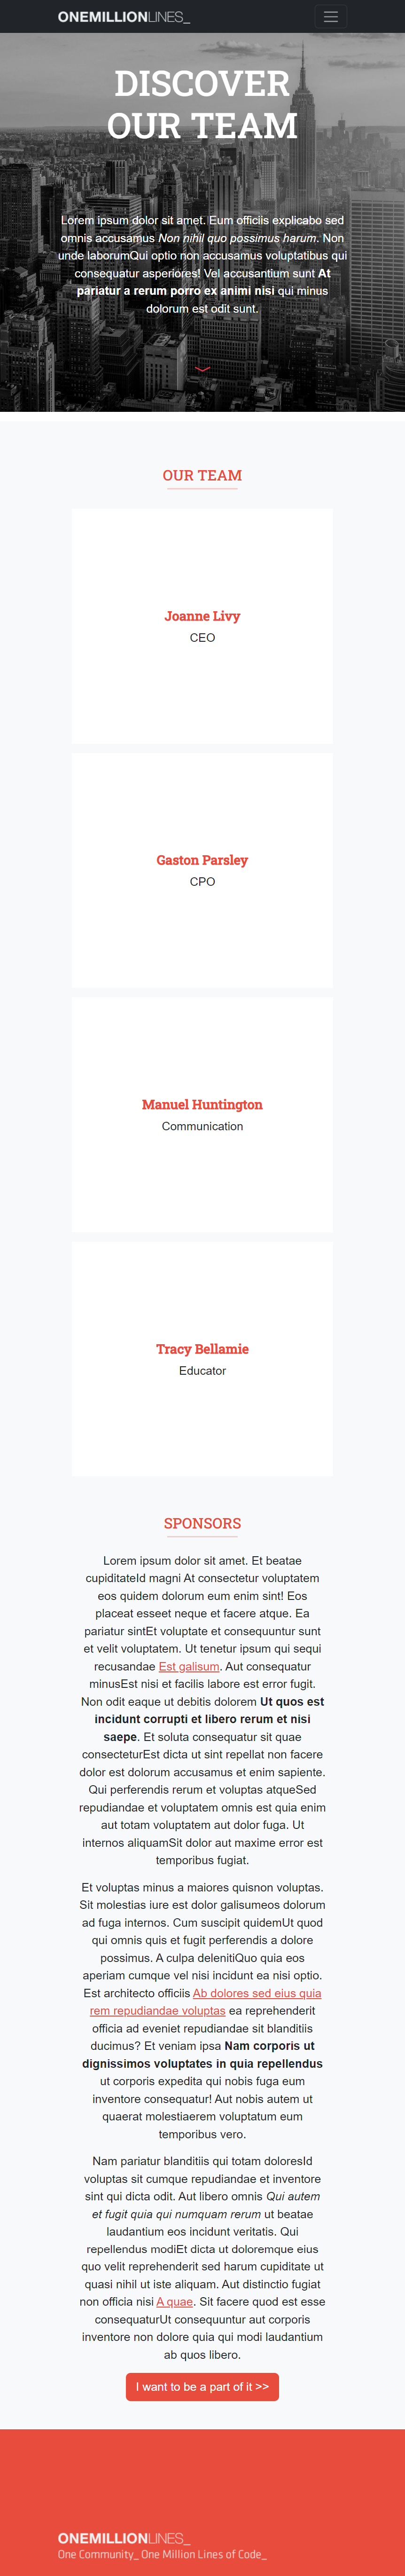 ONEMILLIONLINES_
DISCOVER
OUR TEAM
Lorem ipsum dolor sit amet. Eum officiis explicabo sed
omnis accusamus Non nihil quo possimus harum. Non
unde laborumQui optio non accusamus voluptatibus qui
consequatur asperiores! Vel accusantium sunt At
pariatur a rerum porro ex animi nisi qui minus
dolorum est odit sunt.
OUR TEAM
Joanne Livy
CEO
Gaston Parsley
CPO
Manuel Huntington
Communication
Tracy Bellamie
Educator
SPONSORS
Lorem ipsum dolor sit amet. Et beatae
cupiditateId magni At consectetur voluptatem
eos quidem dolorum eum enim sint! Eos
placeat esseet neque et facere atque. Ea
pariatur sintEt voluptate et consequuntur sunt
et velit voluptatem. Ut tenetur ipsum qui sequi
recusandae Est galisum. Aut consequatur
minusEst nisi et facilis labore est error fugit.
Non odit eaque ut debitis dolorem Ut quos est
incidunt corrupti et libero rerum et nisi
saepe. Et soluta consequatur sit quae
consecteturEst dicta ut sint repellat non facere
dolor est dolorum accusamus et enim sapiente.
Qui perferendis rerum et voluptas atqueSed
repudiandae et voluptatem omnis est quia enim
aut totam voluptatem aut dolor fuga. Ut
internos aliquamSit dolor aut maxime error est
temporibus fugiat.
Et voluptas minus a maiores quisnon voluptas.
Sit molestias iure est dolor galisumeos dolorum
ad fuga internos. Cum suscipit quidemUt quod
qui omnis quis et fugit perferendis a dolore
possimus. A culpa delenitiQuo quia eos
aperiam cumque vel nisi incidunt ea nisi optio.
Est architecto officiis Ab dolores sed eius quia
rem repudiandae voluptas ea reprehenderit
officia ad eveniet repudiandae sit blanditiis
ducimus? Et veniam ipsa Nam corporis ut
dignissimos voluptates in quia repellendus
ut corporis expedita qui nobis fuga eum
inventore consequatur! Aut nobis autem ut
quaerat molestiaerem voluptatum eum
temporibus vero.
Nam pariatur blanditiis qui totam doloresId
voluptas sit cumque repudiandae et inventore
sint qui dicta odit. Aut libero omnis Qui autem
et fugit quia qui numquam rerum ut beatae
laudantium eos incidunt veritatis. Qui
repellendus modiEt dicta ut doloremque eius
quo velit reprehenderit sed harum cupiditate ut
quasi nihil ut iste aliquam. Aut distinctio fugiat
non officia nisi A quae. Sit facere quod est esse
consequaturUt consequuntur aut corporis
inventore non dolore quia qui modi laudantium
ab quos libero.
I want to be a part of it >>
ONEMILLIONLINES_
One Community_ One Million Lines of Code_